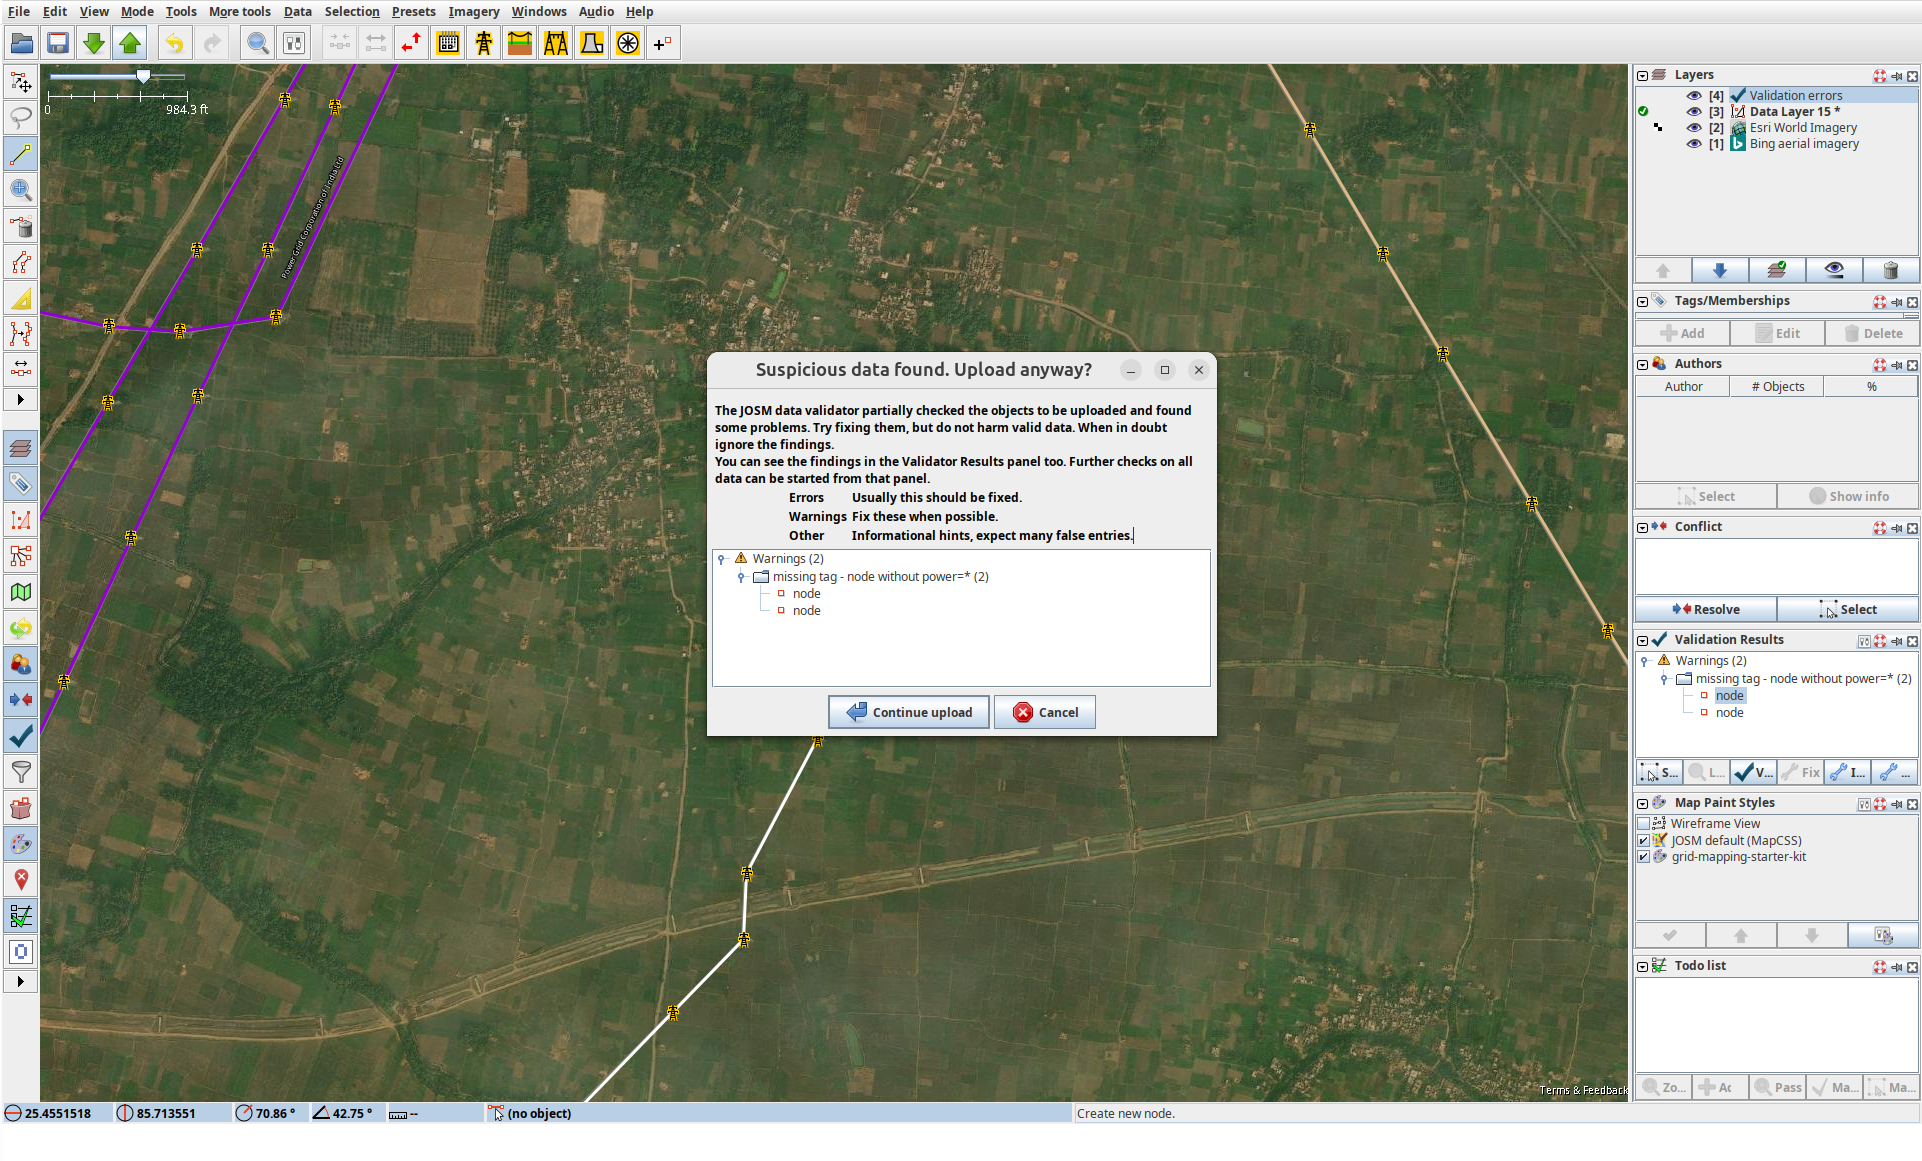 File Edit View Mode Tools More tools Data Selection Presets Imagery Windows Audio Help
0 984.3 ft
Power Grid Corporation of India Ltd
Suspicious data found. Upload anyway?
The JOSM data validator partially checked the objects to be uploaded and found
some problems. Try fixing them, but do not harm valid data. When in doubt
ignore the findings.
You can see the findings in the Validator Results panel too. Further checks on all
data can be started from that panel.
Errors Usually this should be fixed.
Warnings Fix these when possible.
Other Informational hints, expect many false entries.
Warnings (2)
missing tag - node without power=* (2)
node
node
Continue upload Cancel
Terms & Feedback
Layers
[4] Validation errors
[3] Data Layer 15 *
[2] Esri World Imagery
[1] Bing aerial imagery
Tags/Memberships
Add Edit Delete
Authors
Author # Objects %
Select Show info
Conflict
Resolve Select
Validation Results
Warnings (2)
missing tag - node without power=* (2)
node
node
S... L... V... Fix I... ...
Map Paint Styles
Wireframe View
JOSM default (MapCSS)
grid-mapping-starter-kit
Todo list
Zo... Ac Pass Ma... Ma...
25.4551518 85.713551 70.86 ° 42.75 ° -- (no object) Create new node.